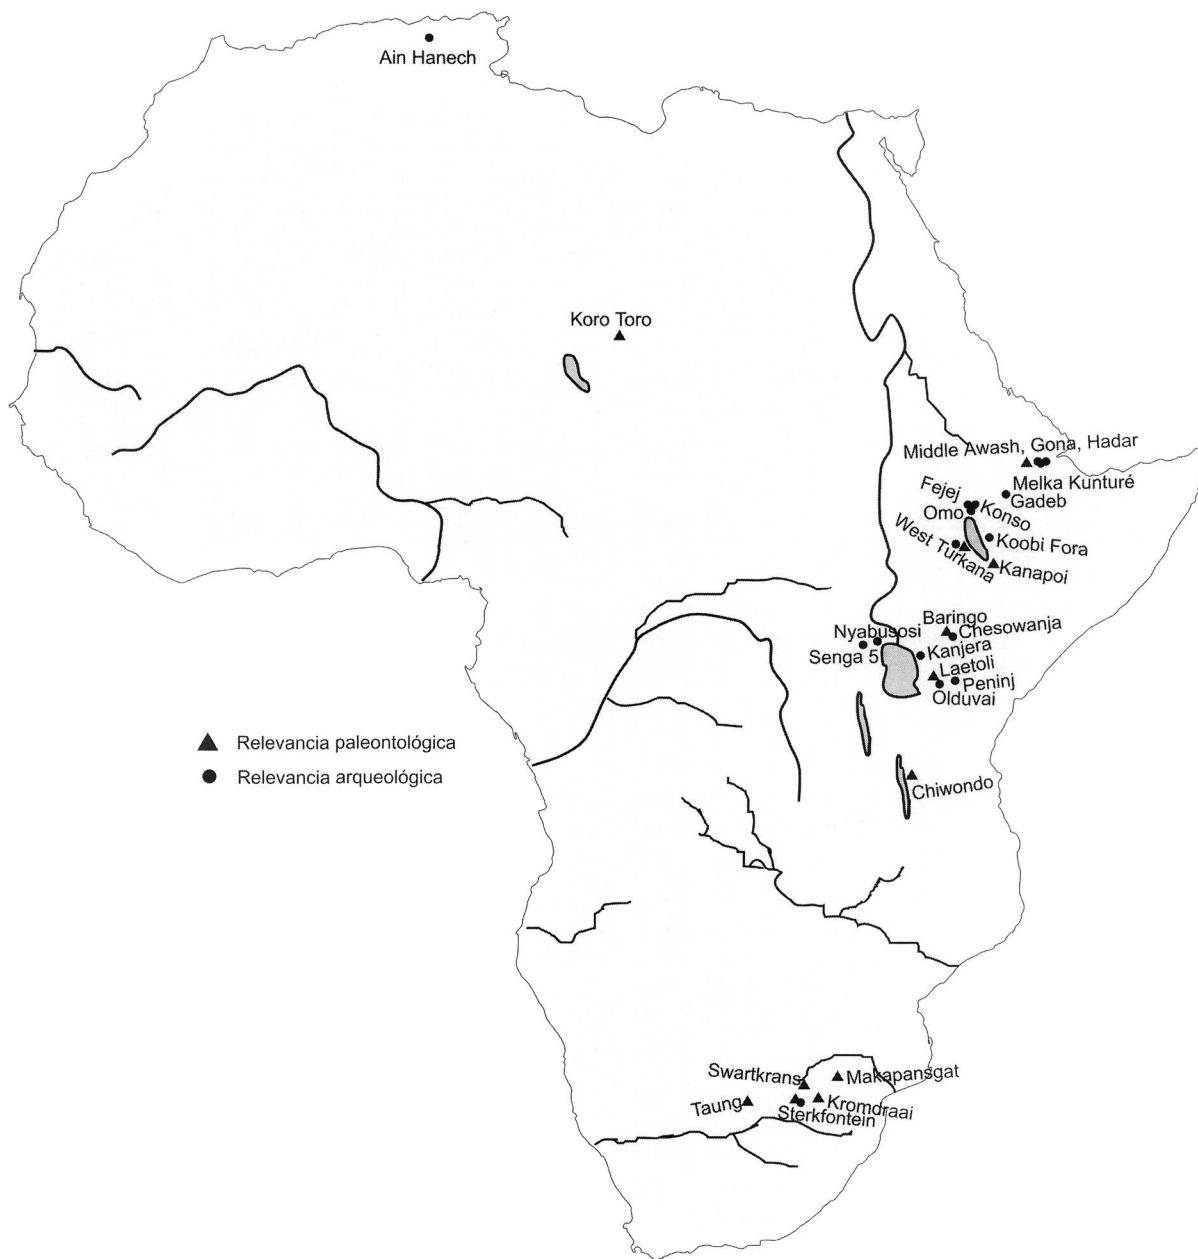 Ain Hanech
Koro Toro
Middle Awash, Gona, Hadar
Melka Kunturé
Gadeb
Fejej
Konso
Omo
Koobi Fora
West Turkana
Kanapoi
Baringo
Chesowanja
Nyabusosi
Senga 5
Kanjera
Laetoli
Peninj
Olduvai
Relevancia paleontológica
Relevancia arqueológica
Chiwondo
Swartkrans
Makapansgat
Taung
Kromdraai
Sterkfontein